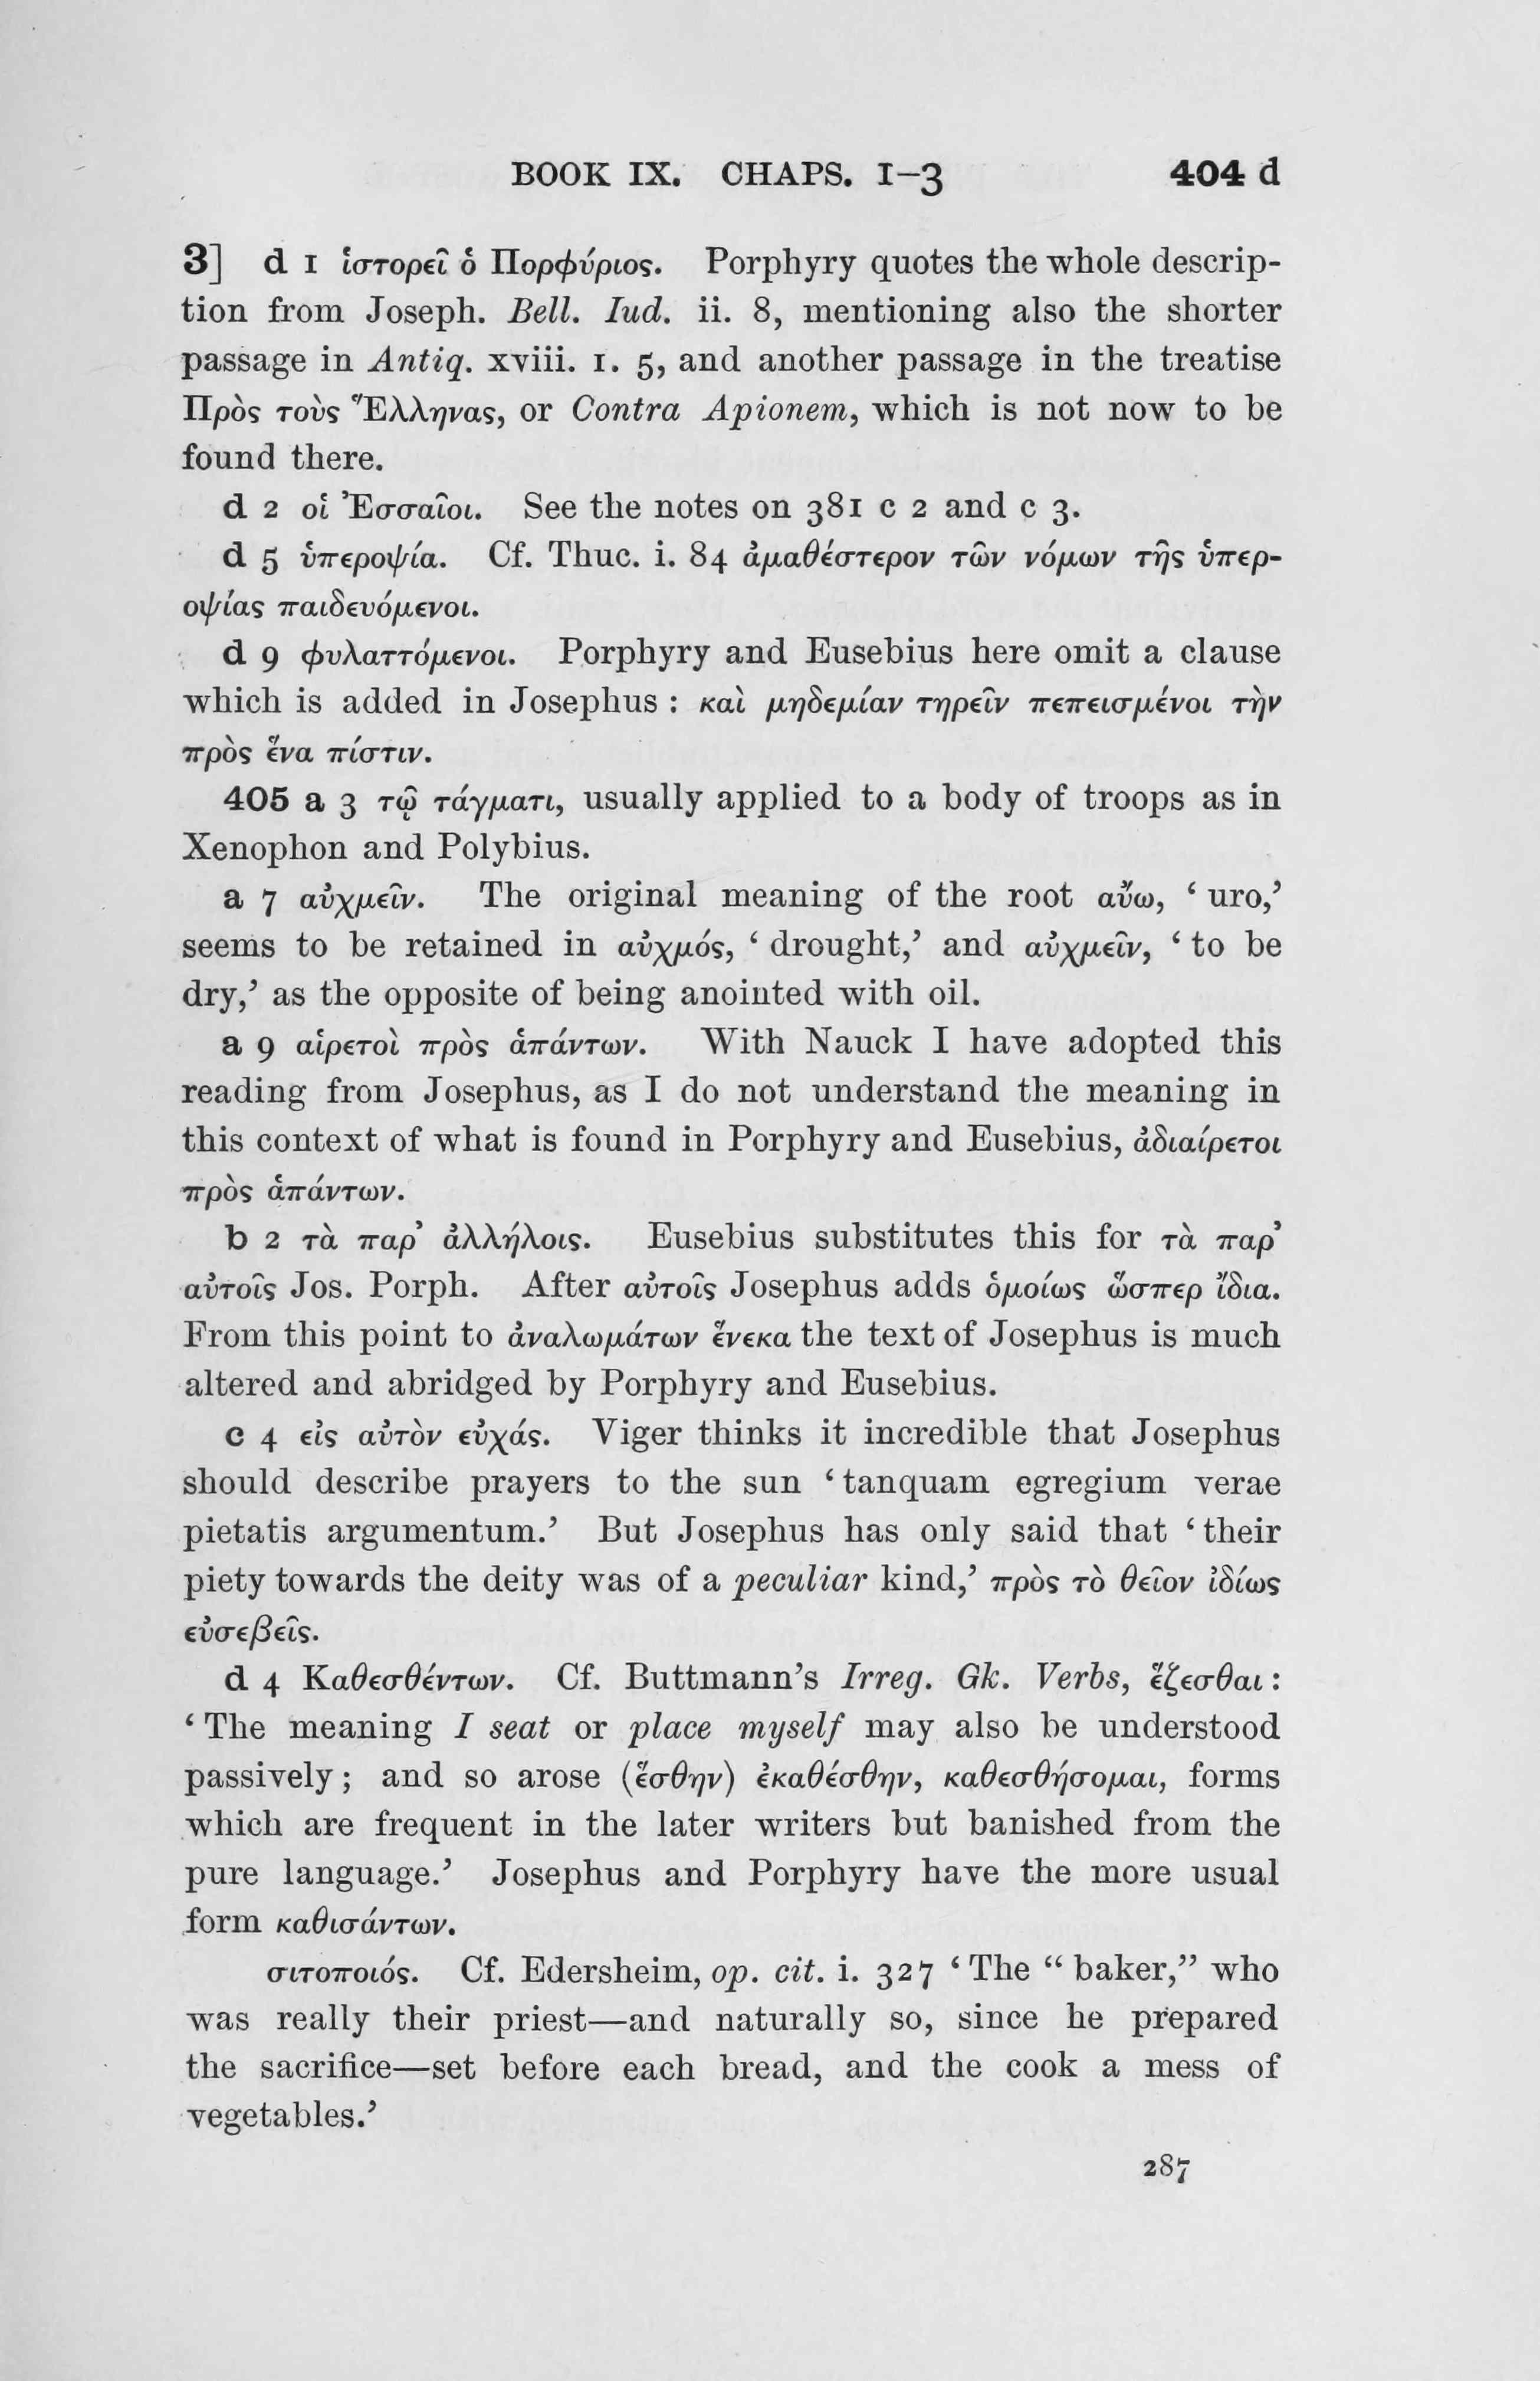 BOOK IX. CHAPS. 1–3 404 d
3] d 1 ἱστορεῖ ὁ Πορφύριος. Porphyry quotes the whole descrip-
tion from Joseph. Bell. Iud. ii. 8, mentioning also the shorter
passage in Antiq. xviii. 1. 5, and another passage in the treatise
Πρὸς τοὺς Ἕλληνας, or Contra Apionem, which is not now to be
found there.
d 2 οἱ Ἐσσαῖοι. See the notes on 381 c 2 and c 3.
d 5 ὑπεροψία. Cf. Thuc. i. 84 ἀμαθέστερον τῶν νόμων τῆς ὑπερ-
οψίας παιδευόμενοι.
d 9 φυλαττόμενοι. Porphyry and Eusebius here omit a clause
which is added in Josephus : καὶ μηδεμίαν τηρεῖν πεπεισμένοι τὴν
πρὸς ἕνα πίστιν.
405 a 3 τῷ τάγματι, usually applied to a body of troops as in
Xenophon and Polybius.
a 7 αὐχμεῖν. The original meaning of the root αὔω, ‘ uro,’
seems to be retained in αὐχμός, ‘ drought,’ and αὐχμεῖν, ‘ to be
dry,’ as the opposite of being anointed with oil.
a 9 αἱρετοὶ πρὸς ἁπάντων. With Nauck I have adopted this
reading from Josephus, as I do not understand the meaning in
this context of what is found in Porphyry and Eusebius, ἀδιαίρετοι
πρὸς ἁπάντων.
b 2 τὰ παρ’ ἀλλήλοις. Eusebius substitutes this for τὰ παρ’
αὐτοῖς Jos. Porph. After αὐτοῖς Josephus adds ὁμοίως ὥσπερ ἴδια.
From this point to ἀναλωμάτων ἕνεκα the text of Josephus is much
altered and abridged by Porphyry and Eusebius.
c 4 εἰς αὐτὸν εὐχάς. Viger thinks it incredible that Josephus
should describe prayers to the sun ‘ tanquam egregium verae
pietatis argumentum.’ But Josephus has only said that ‘ their
piety towards the deity was of a peculiar kind,’ πρὸς τὸ θεῖον ἰδίως
εὐσεβεῖς.
d 4 Καθεσθέντων. Cf. Buttmann’s Irreg. Gk. Verbs, ἕζεσθαι :
‘ The meaning I seat or place myself may also be understood
passively ; and so arose (ἕσθην) ἐκαθέσθην, καθεσθήσομαι, forms
which are frequent in the later writers but banished from the
pure language.’ Josephus and Porphyry have the more usual
form καθισάντων.
σιτοποιός. Cf. Edersheim, op. cit. i. 327 ‘ The “ baker,” who
was really their priest—and naturally so, since he prepared
the sacrifice—set before each bread, and the cook a mess of
vegetables.’
287